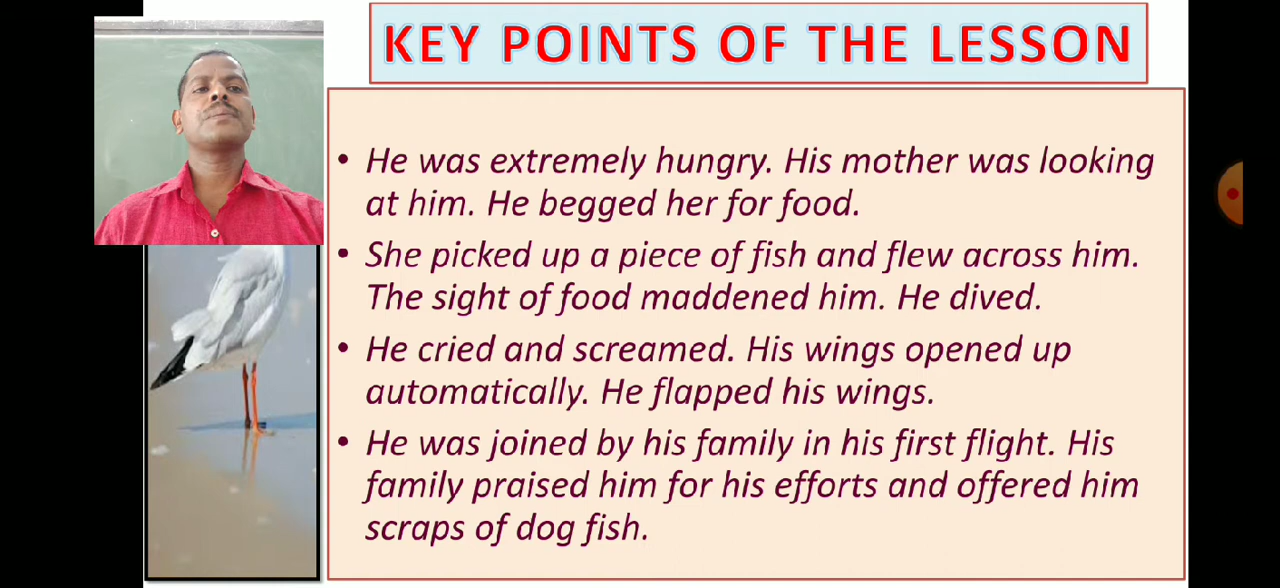 KEY POINTS OF THE LESSON
• He was extremely hungry. His mother was looking
at him. He begged her for food.
• She picked up a piece of fish and flew across him.
The sight of food maddened him. He dived.
• He cried and screamed. His wings opened up
automatically. He flapped his wings.
• He was joined by his family in his first flight. His
family praised him for his efforts and offered him
scraps of dog fish.